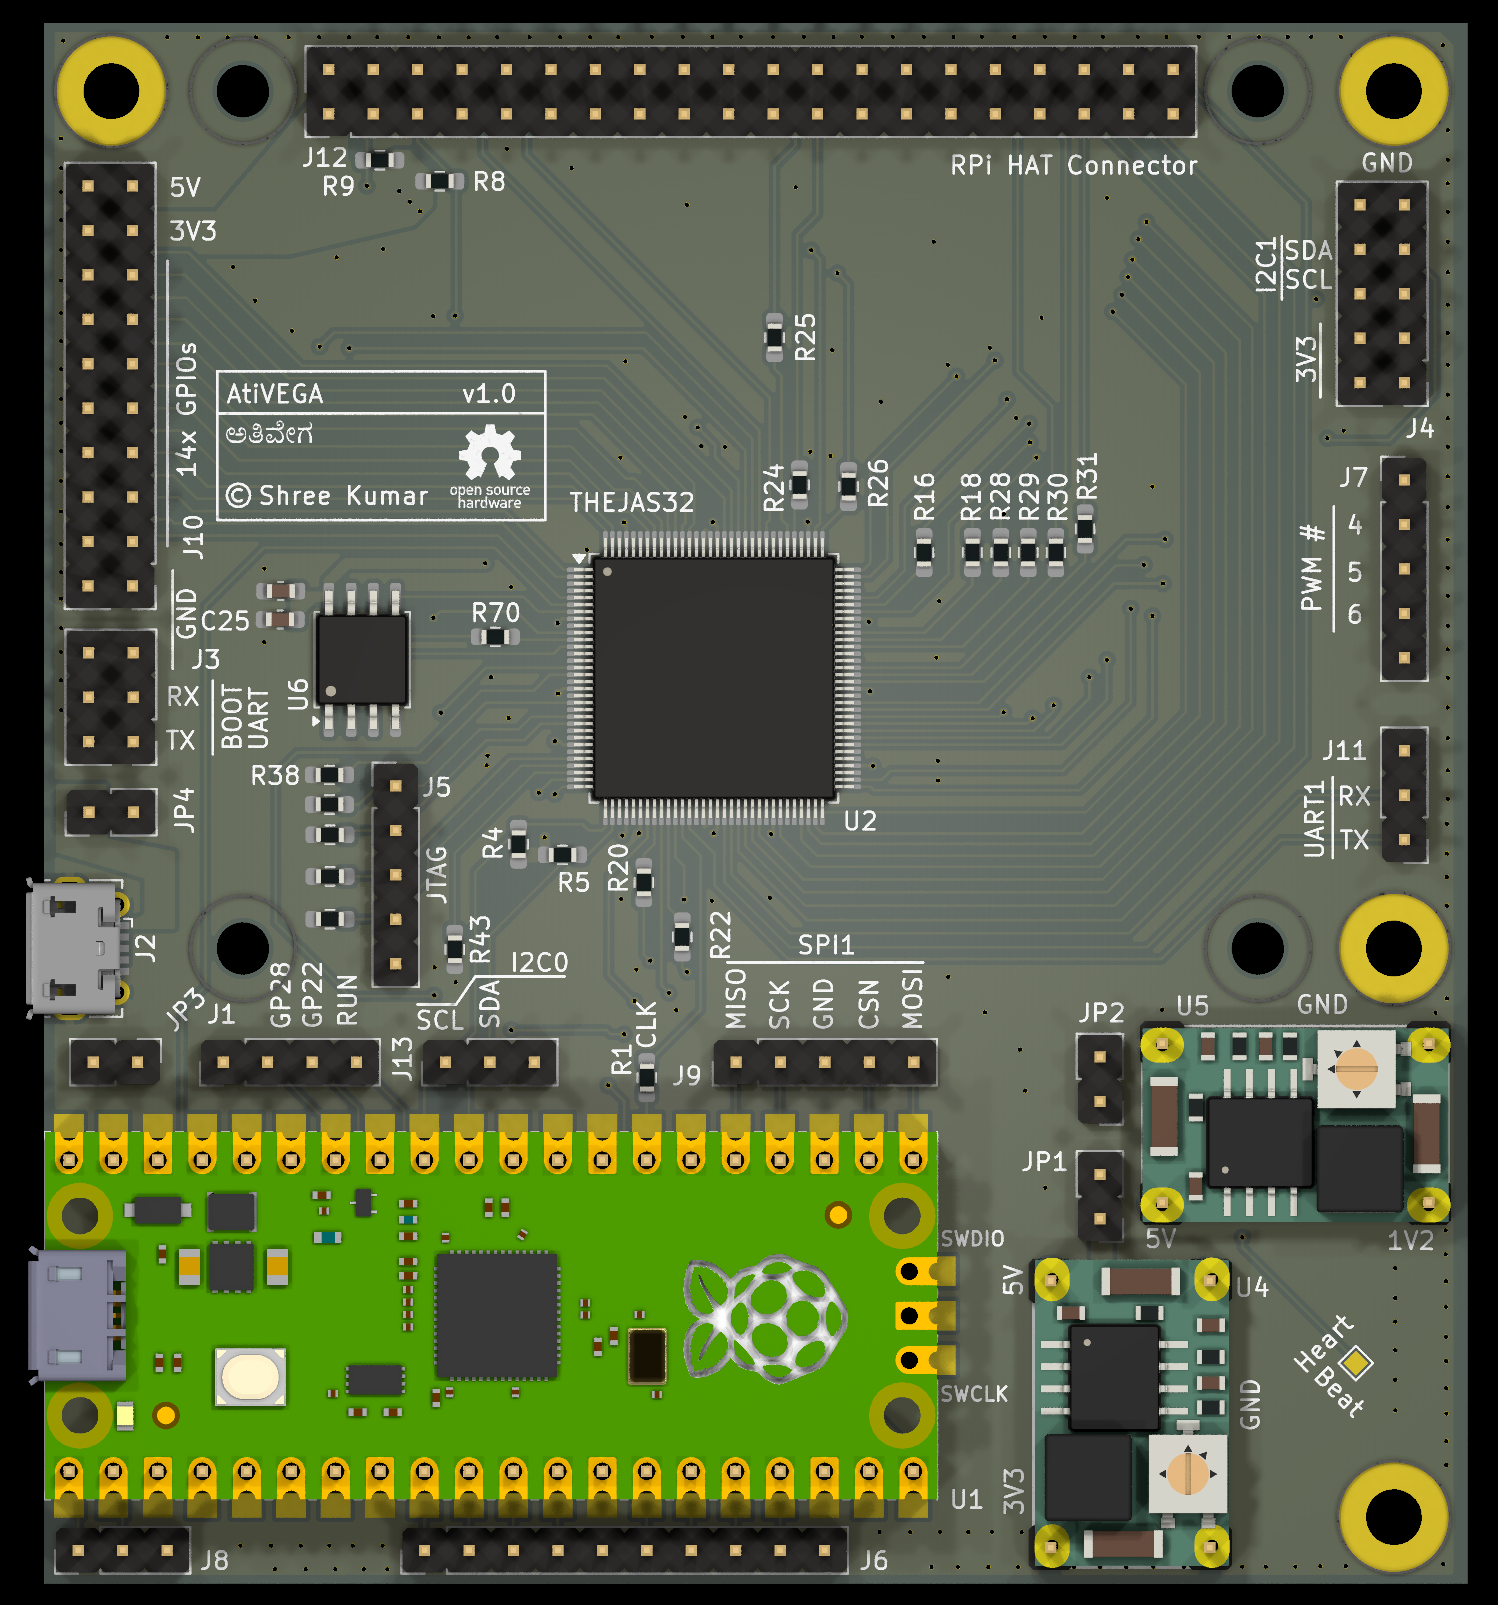 J12
R9
R8
RPi HAT Connector
GND
5V
3V3
14x GPIOs
J10
I2C1
SDA
SCL
3V3
J4
R25
AtiVEGA v1.0
ಅತಿವೇಗ
© Shree Kumar
open source
hardware
THEJAS32
R24
R26
R16
R18
R28
R29
R30
R31
J7
PWM #
4
5
6
GND
C25
J3
RX
TX
BOOT
UART
U6
R70
R38
J5
JTAG
JP4
U2
J11
UART1
RX
TX
R4
R5
R20
R22
R43
J2
I2C0
SCL
SDA
SPI1
MISO
SCK
GND
CSN
MOSI
JP3
J1
GP28
GP22
RUN
J13
R1
CLK
J9
JP2
U5
GND
JP1
5V
1V2
SWDIO
SWCLK
5V
U4
GND
3V3
Heart
Beat
U1
J8
J6